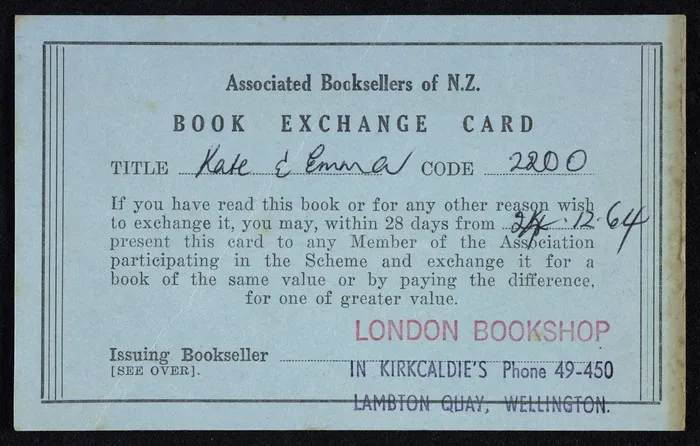 Associated Booksellers of N.Z.
BOOK EXCHANGE CARD
TITLE Kate & Emma CODE 2200
If you have read this book or for any other reason wish
to exchange it, you may, within 28 days from 24.12.64
present this card to any Member of the Association
participating in the Scheme and exchange it for a
book of the same value or by paying the difference,
for one of greater value.
LONDON BOOKSHOP
Issuing Bookseller
[SEE OVER].
IN KIRKCALDIE'S Phone 49-450
LAMBTON QUAY, WELLINGTON.